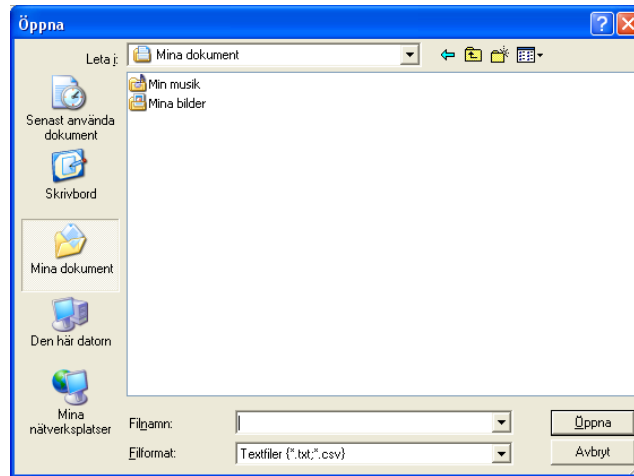 Öppna
Leta i:
Mina dokument
Min musik
Mina bilder
Senast använda
dokument
Skrivbord
Mina dokument
Den här datorn
Mina
nätverksplatser
Filnamn:
Öppna
Filformat:
Textfiler {*.txt;*.csv}
Avbryt